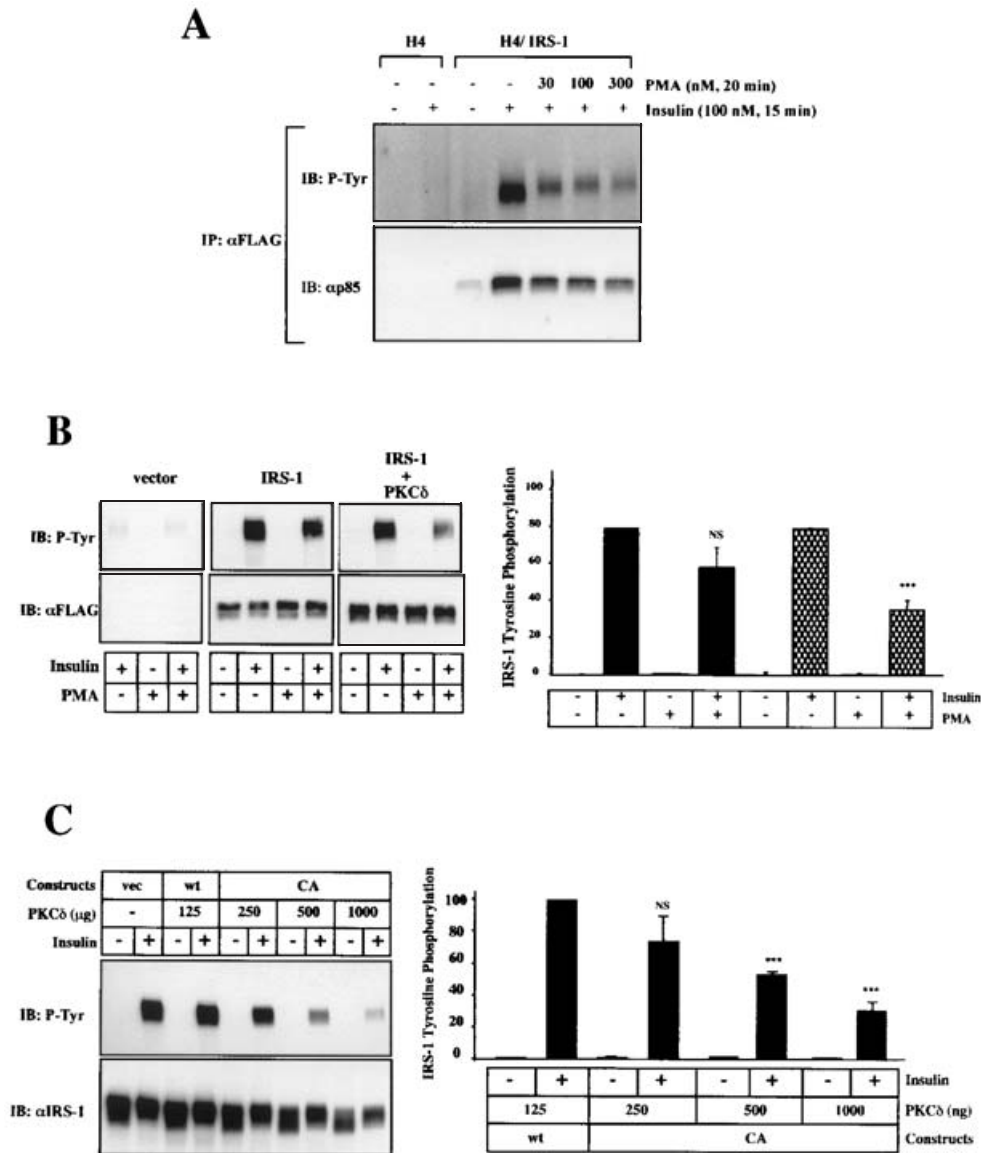 A
H4 H4/ IRS-1
- - - - 30 100 300 PMA (nM, 20 min)
- + - + + + + Insulin (100 nM, 15 min)
IB: P-Tyr
IP: αFLAG
IB: αp85
B
vector IRS-1 IRS-1 + PKCδ
IB: P-Tyr
IB: αFLAG
Insulin + - + - + - + - + - +
PMA - + + - - + + - - + +
IRS-1 Tyrosine Phosphorylation
100
80
60
40
20
0
NS
***
- + - + - + - + Insulin
- - + + - - + + PMA
C
Constructs vec wt CA
PKCδ (µg) - 125 250 500 1000
Insulin - + - + - + - + - +
IB: P-Tyr
IB: αIRS-1
IRS-1 Tyrosline Phosphorylation
100
80
60
40
20
0
NS
***
***
- + - + - + - + Insulin
125 250 500 1000 PKCδ (ng)
wt CA Constructs